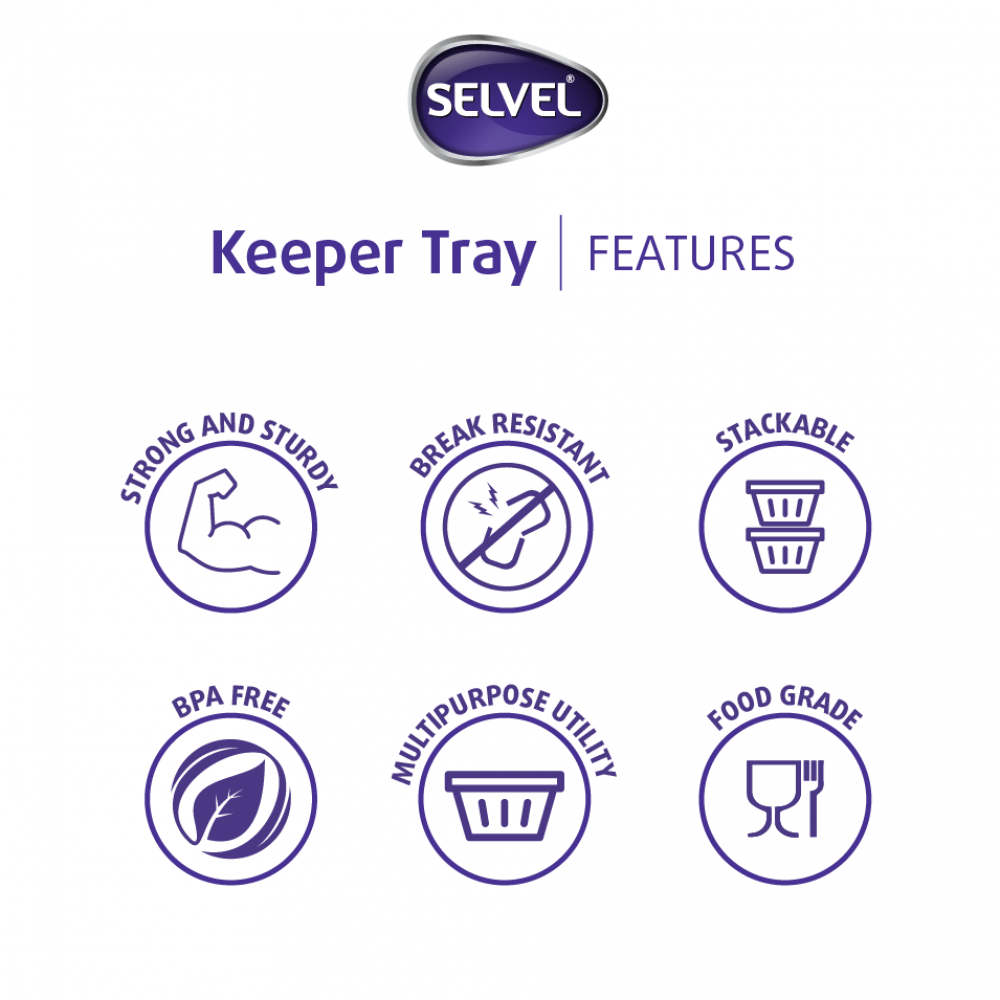 SELVEL®
Keeper Tray | FEATURES
STRONG AND STURDY
BREAK RESISTANT
STACKABLE
BPA FREE
MULTIPURPOSE UTILITY
FOOD GRADE